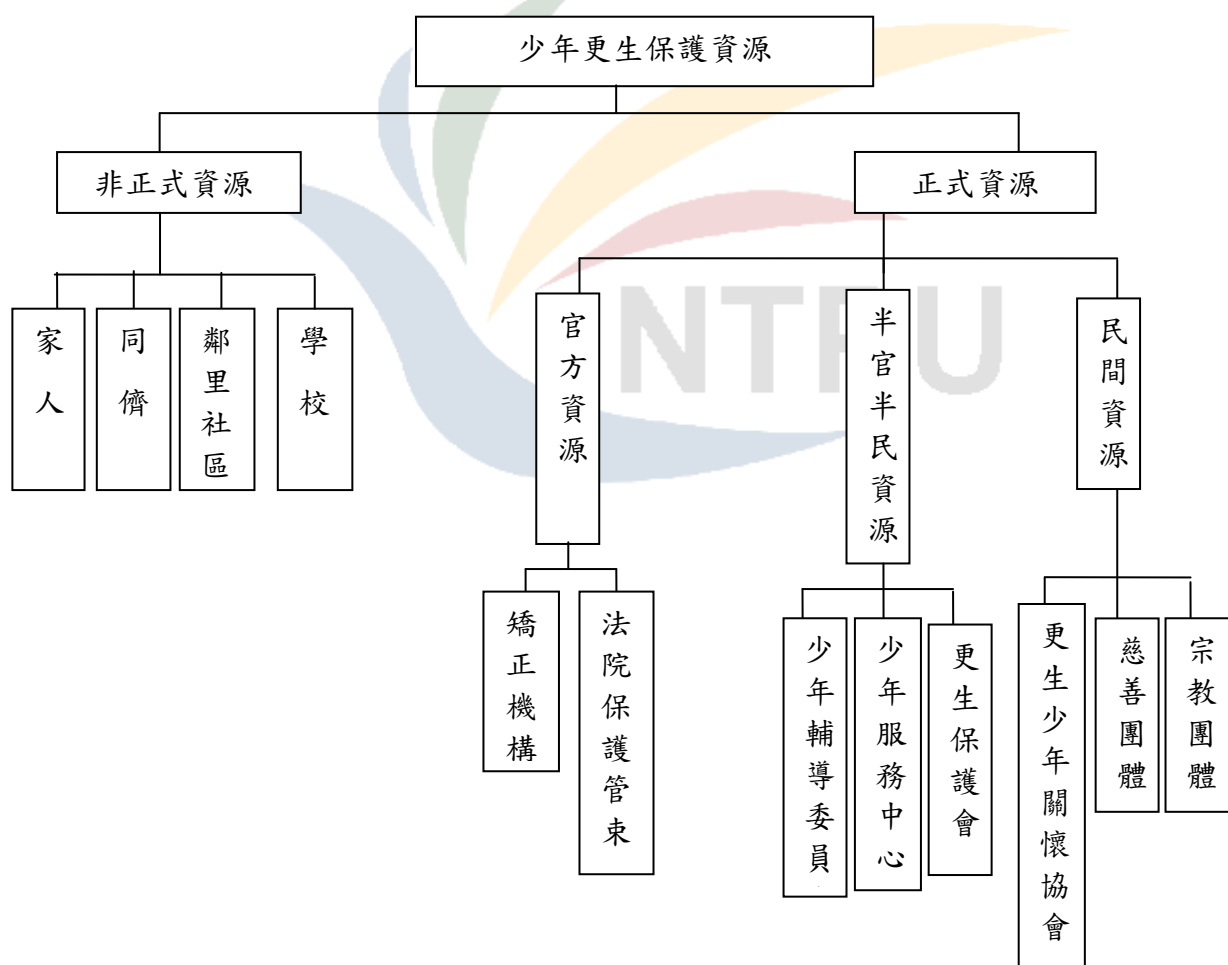 少年更生保護資源
非正式資源
正式資源
家人
同儕
鄰里社區
學校
官方資源
半官半民資源
民間資源
矯正機構
法院保護管束
少年輔導委員
少年服務中心
更生保護會
更生少年關懷協會
慈善團體
宗教團體
NTPU